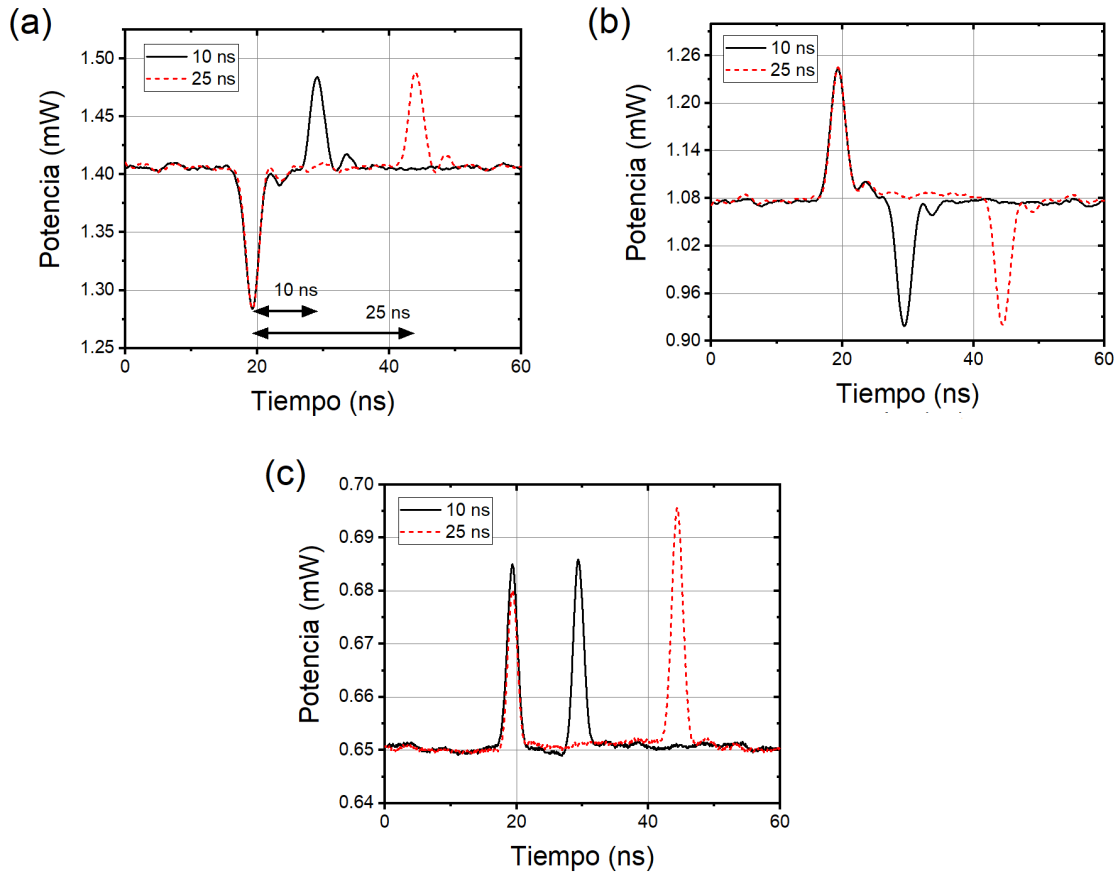 (a)
10 ns
25 ns
1.50
1.45
1.40
1.35
1.30
1.25
Potencia (mW)
10 ns
25 ns
0
20
40
60
Tiempo (ns)
(b)
10 ns
25 ns
1.26
1.20
1.14
1.08
1.02
0.96
0.90
Potencia (mW)
0
20
40
60
Tiempo (ns)
(c)
10 ns
25 ns
0.70
0.69
0.68
0.67
0.66
0.65
0.64
Potencia (mW)
0
20
40
60
Tiempo (ns)